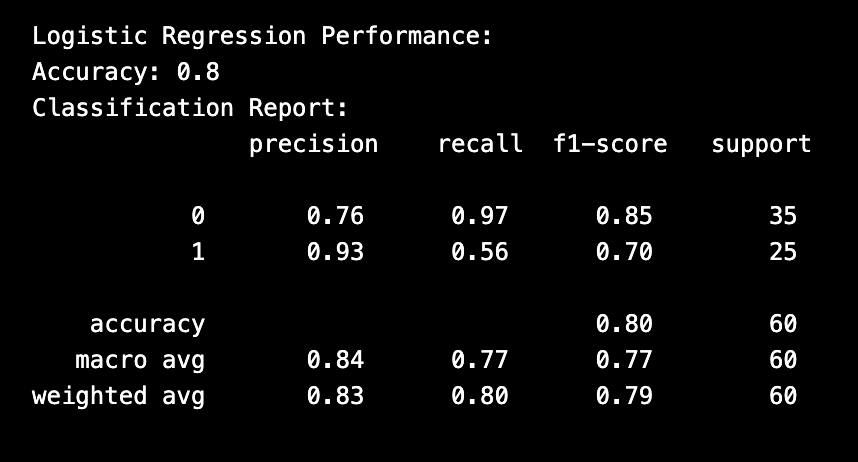 Logistic Regression Performance:
Accuracy: 0.8
Classification Report:
precision recall f1-score support
0 0.76 0.97 0.85 35
1 0.93 0.56 0.70 25
accuracy 0.80 60
macro avg 0.84 0.77 0.77 60
weighted avg 0.83 0.80 0.79 60